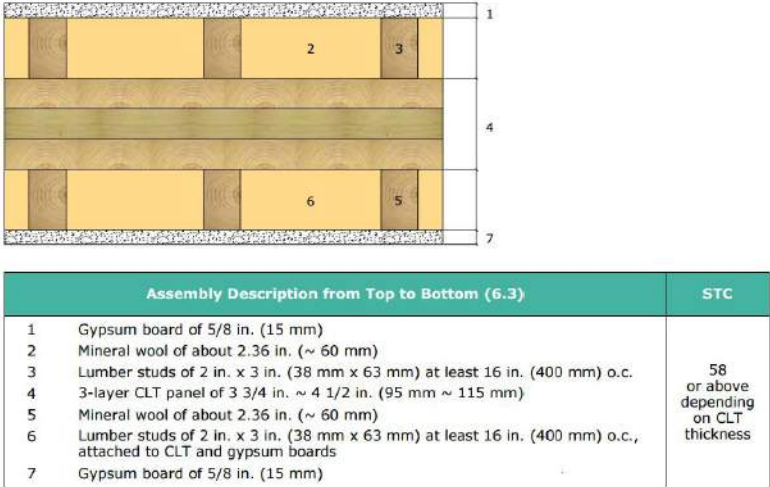 1
2
3
4
6
5
7
Assembly Description from Top to Bottom (6.3)
STC
1 Gypsum board of 5/8 in. (15 mm)
2 Mineral wool of about 2.36 in. (~ 60 mm)
3 Lumber studs of 2 in. x 3 in. (38 mm x 63 mm) at least 16 in. (400 mm) o.c.
4 3-layer CLT panel of 3 3/4 in. ~ 4 1/2 in. (95 mm ~ 115 mm)
5 Mineral wool of about 2.36 in. (~ 60 mm)
6 Lumber studs of 2 in. x 3 in. (38 mm x 63 mm) at least 16 in. (400 mm) o.c.,
attached to CLT and gypsum boards
7 Gypsum board of 5/8 in. (15 mm)
58
or above
depending
on CLT
thickness